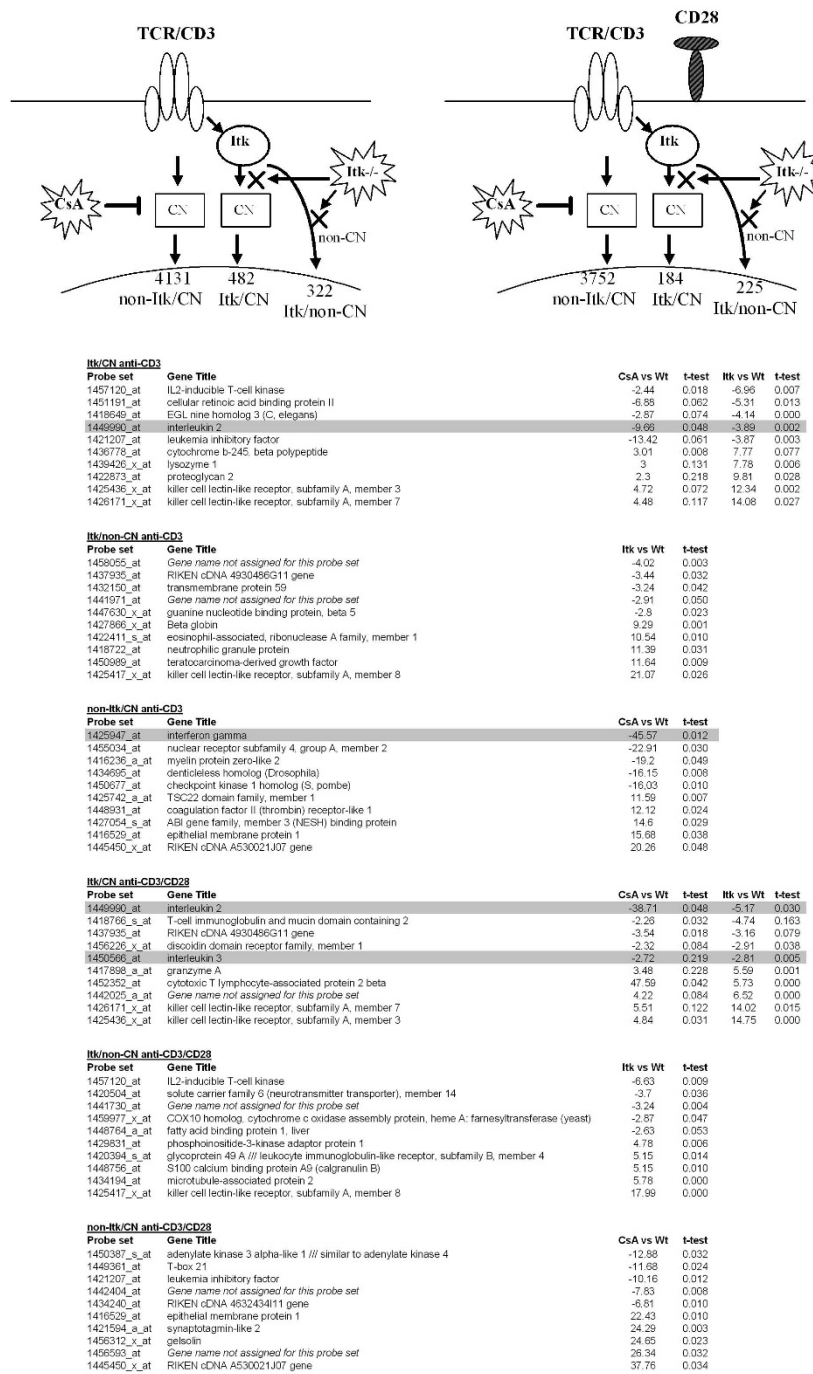 TCR/CD3
Itk
Itk-/-
CsA
CN
CN
non-CN
4131
non-Itk/CN
482
Itk/CN
322
Itk/non-CN
TCR/CD3
CD28
Itk
Itk-/-
CsA
CN
CN
non-CN
3752
non-Itk/CN
184
Itk/CN
225
Itk/non-CN
Itk/CN anti-CD3
Probe set Gene Title CsA vs Wt t-test Itk vs Wt t-test
1457120_at IL2-inducible T-cell kinase -2.44 0.018 -6.96 0.007
1451191_at cellular retinoic acid binding protein II -6.88 0.062 -5.31 0.013
1418649_at EGL nine homolog 3 (C, elegans) -2.87 0.074 -4.14 0.000
1449990_at interleukin 2 -9.66 0.048 -3.89 0.002
1421207_at leukemia inhibitory factor -13.42 0.061 -3.87 0.003
1436778_at cytochrome b-245, beta polypeptide 3.01 0.008 7.77 0.077
1439426_x_at lysozyme 1 3 0.131 7.78 0.006
1422873_at proteoglycan 2 2.3 0.218 9.81 0.028
1425436_x_at killer cell lectin-like receptor, subfamily A, member 3 4.72 0.072 12.34 0.002
1426171_x_at killer cell lectin-like receptor, subfamily A, member 7 4.48 0.117 14.08 0.027
Itk/non-CN anti-CD3
Probe set Gene Title Itk vs Wt t-test
1458055_at Gene name not assigned for this probe set -4.02 0.003
1437935_at RIKEN cDNA 4930486G11 gene -3.44 0.032
1432150_at transmembrane protein 59 -3.24 0.042
1441971_at Gene name not assigned for this probe set -2.91 0.050
1447630_x_at guanine nucleotide binding protein, beta 5 -2.8 0.023
1427866_x_at Beta globin 9.29 0.001
1422411_s_at eosinophil-associated, ribonuclease A family, member 1 10.54 0.010
1418722_at neutrophilic granule protein 11.39 0.031
1450989_at teratocarcinoma-derived growth factor 11.64 0.009
1425417_x_at killer cell lectin-like receptor, subfamily A, member 8 21.07 0.026
non-Itk/CN anti-CD3
Probe set Gene Title CsA vs Wt t-test
1425947_at interferon gamma -45.57 0.012
1455034_at nuclear receptor subfamily 4, group A, member 2 -22.91 0.030
1416236_a_at myelin protein zero-like 2 -19.2 0.049
1434695_at denticleless homolog (Drosophila) -16.15 0.008
1450677_at checkpoint kinase 1 homolog (S, pombe) -16,03 0.010
1425742_a_at TSC22 domain family, member 1 11.59 0.007
1448931_at coagulation factor II (thrombin) receptor-like 1 12.12 0.024
1427054_s_at ABI gene family, member 3 (NESH) binding protein 14.6 0.029
1416529_at epithelial membrane protein 1 15.68 0.038
1445450_x_at RIKEN cDNA A530021J07 gene 20.26 0.048
Itk/CN anti-CD3/CD28
Probe set Gene Title CsA vs Wt t-test Itk vs Wt t-test
1449990_at interleukin 2 -38.71 0.048 -5.17 0.030
1418766_s_at T-cell immunoglobulin and mucin domain containing 2 -2.26 0.032 -4.74 0.163
1437935_at RIKEN cDNA 4930486G11 gene -3.54 0.018 -3.16 0.079
1456226_x_at discoidin domain receptor family, member 1 -2.32 0.084 -2.91 0.038
1450566_at interleukin 3 -2.72 0.219 -2.81 0.005
1417898_a_at granzyme A 3.48 0.228 5.59 0.001
1452352_at cytotoxic T lymphocyte-associated protein 2 beta 47.59 0.042 5.73 0.000
1442025_a_at Gene name not assigned for this probe set 4.22 0.084 6.52 0.000
1426171_x_at killer cell lectin-like receptor, subfamily A, member 7 5.51 0.122 14.02 0.015
1425436_x_at killer cell lectin-like receptor, subfamily A, member 3 4.84 0.031 14.75 0.000
Itk/non-CN anti-CD3/CD28
Probe set Gene Title Itk vs Wt t-test
1457120_at IL2-inducible T-cell kinase -6.63 0.009
1420504_at solute carrier family 6 (neurotransmitter transporter), member 14 -3.7 0.036
1441730_at Gene name not assigned for this probe set -3.24 0.004
1459977_x_at COX10 homolog, cytochrome c oxidase assembly protein, heme A: farnesyltransferase (yeast) -2.87 0.047
1448764_a_at fatty acid binding protein 1, liver -2.63 0.053
1429831_at phosphoinositide-3-kinase adaptor protein 1 4.78 0.006
1420394_s_at glycoprotein 49 A /// leukocyte immunoglobulin-like receptor, subfamily B, member 4 5.15 0.014
1448756_at S100 calcium binding protein A9 (calgranulin B) 5.15 0.010
1434194_at microtubule-associated protein 2 5.78 0.000
1425417_x_at killer cell lectin-like receptor, subfamily A, member 8 17.99 0.000
non-Itk/CN anti-CD3/CD28
Probe set Gene Title CsA vs Wt t-test
1450387_s_at adenylate kinase 3 alpha-like 1 /// similar to adenylate kinase 4 -12.88 0.032
1449361_at T-box 21 -11.68 0.024
1421207_at leukemia inhibitory factor -10.16 0.012
1442404_at Gene name not assigned for this probe set -7.83 0.008
1434240_at RIKEN cDNA 4632434I11 gene -6.81 0.010
1416529_at epithelial membrane protein 1 22.43 0.010
1421594_a_at synaptotagmin-like 2 24.29 0.003
1456312_x_at gelsolin 24.65 0.023
1456593_at Gene name not assigned for this probe set 26.34 0.032
1445450_x_at RIKEN cDNA A530021J07 gene 37.76 0.034